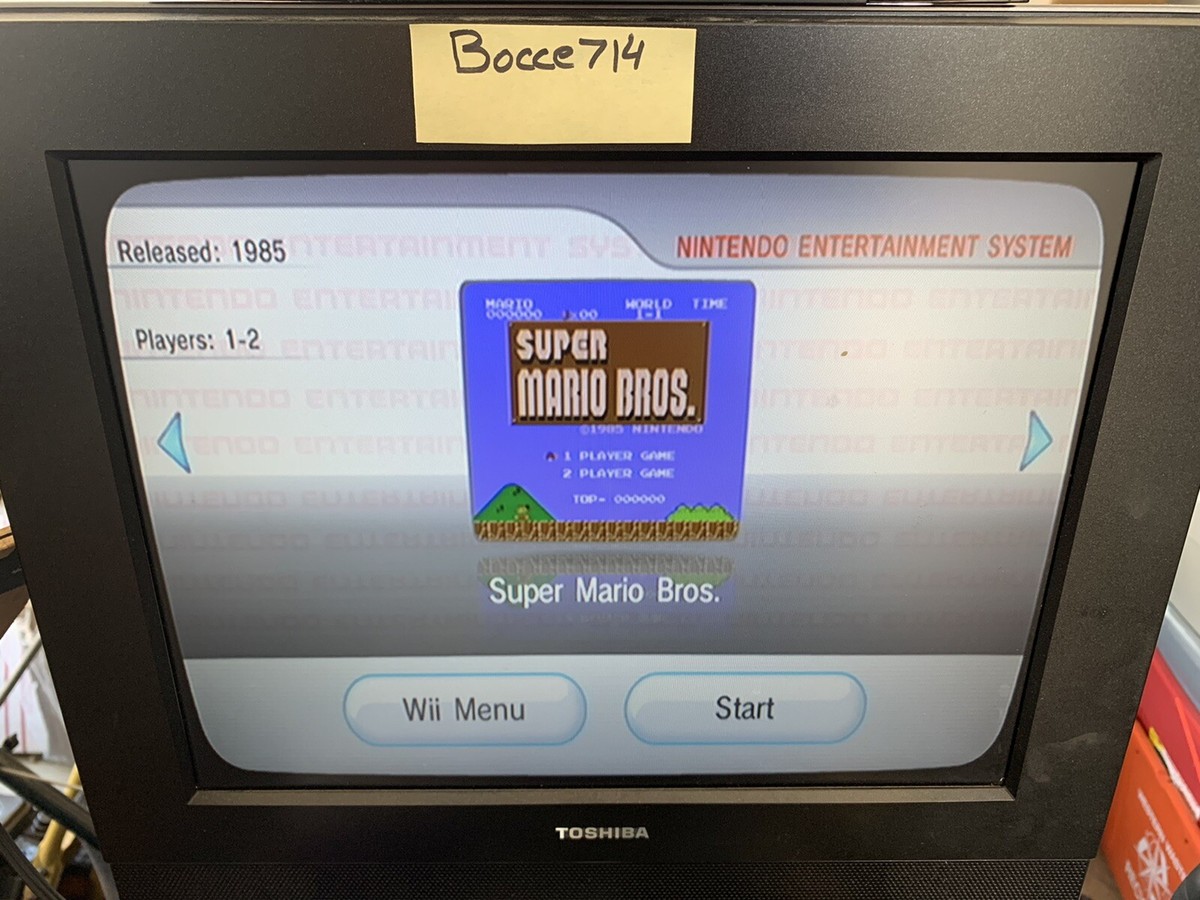 Bocce714
Released: 1985
NINTENDO ENTERTAINMENT SYSTEM
Players: 1-2
MARIO WORLD TIME
000000 ×00 1-1
SUPER
MARIO BROS.
©1985 NINTENDO
1 PLAYER GAME
2 PLAYER GAME
TOP- 000000
Super Mario Bros.
Wii Menu
Start
TOSHIBA